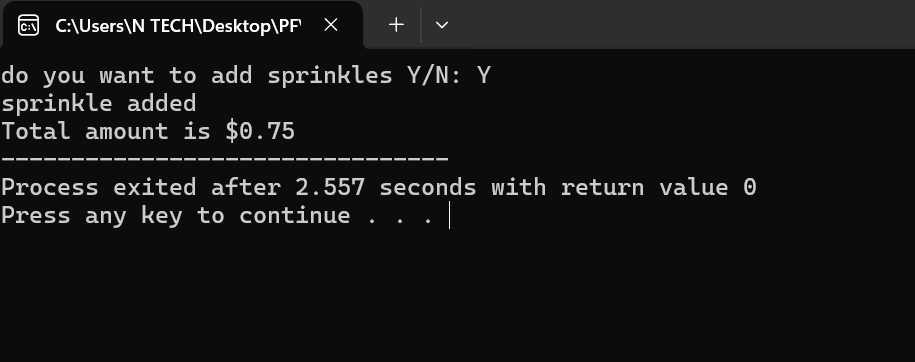 C:\Users\N TECH\Desktop\PF
do you want to add sprinkles Y/N: Y
sprinkle added
Total amount is $0.75
--------------------------------
Process exited after 2.557 seconds with return value 0
Press any key to continue . . .